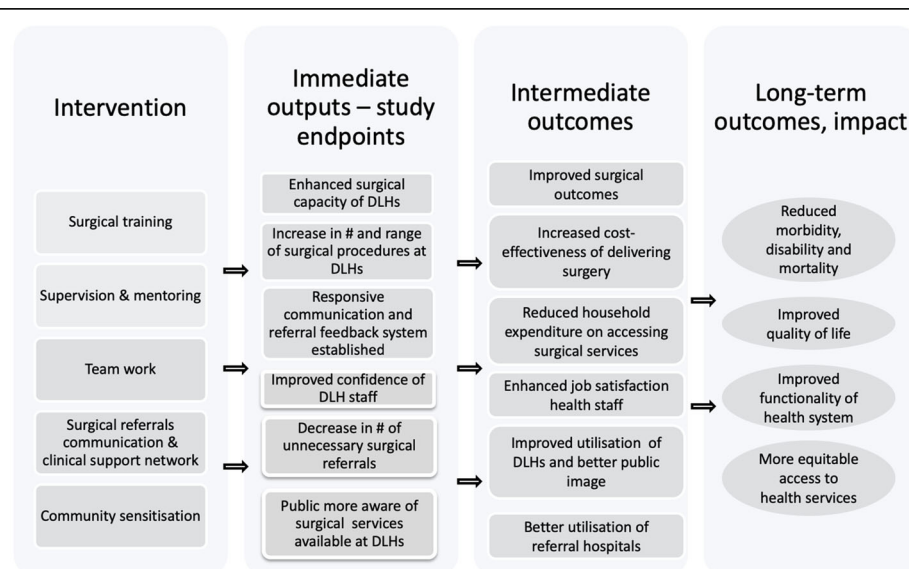 Intervention
Surgical training
Supervision & mentoring
Team work
Surgical referrals
communication &
clinical support network
Community sensitisation
Immediate
outputs – study
endpoints
Enhanced surgical
capacity of DLHs
Increase in # and range
of surgical procedures at
DLHs
Responsive
communication and
referral feedback system
established
Improved confidence of
DLH staff
Decrease in # of
unnecessary surgical
referrals
Public more aware of
surgical services
available at DLHs
Intermediate
outcomes
Improved surgical
outcomes
Increased cost-
effectiveness of delivering
surgery
Reduced household
expenditure on accessing
surgical services
Enhanced job satisfaction
health staff
Improved utilisation of
DLHs and better public
image
Better utilisation of
referral hospitals
Long-term
outcomes, impact
Reduced
morbidity,
disability and
mortality
Improved
quality of life
Improved
functionality of
health system
More equitable
access to
health services